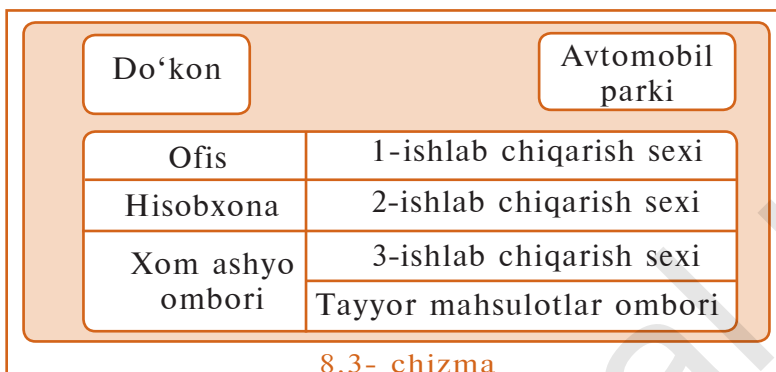 Do‘kon
Avtomobil
parki
Ofis
1-ishlab chiqarish sexi
Hisobxona
2-ishlab chiqarish sexi
Xom ashyo
ombori
3-ishlab chiqarish sexi
Tayyor mahsulotlar ombori
8.3- chizma